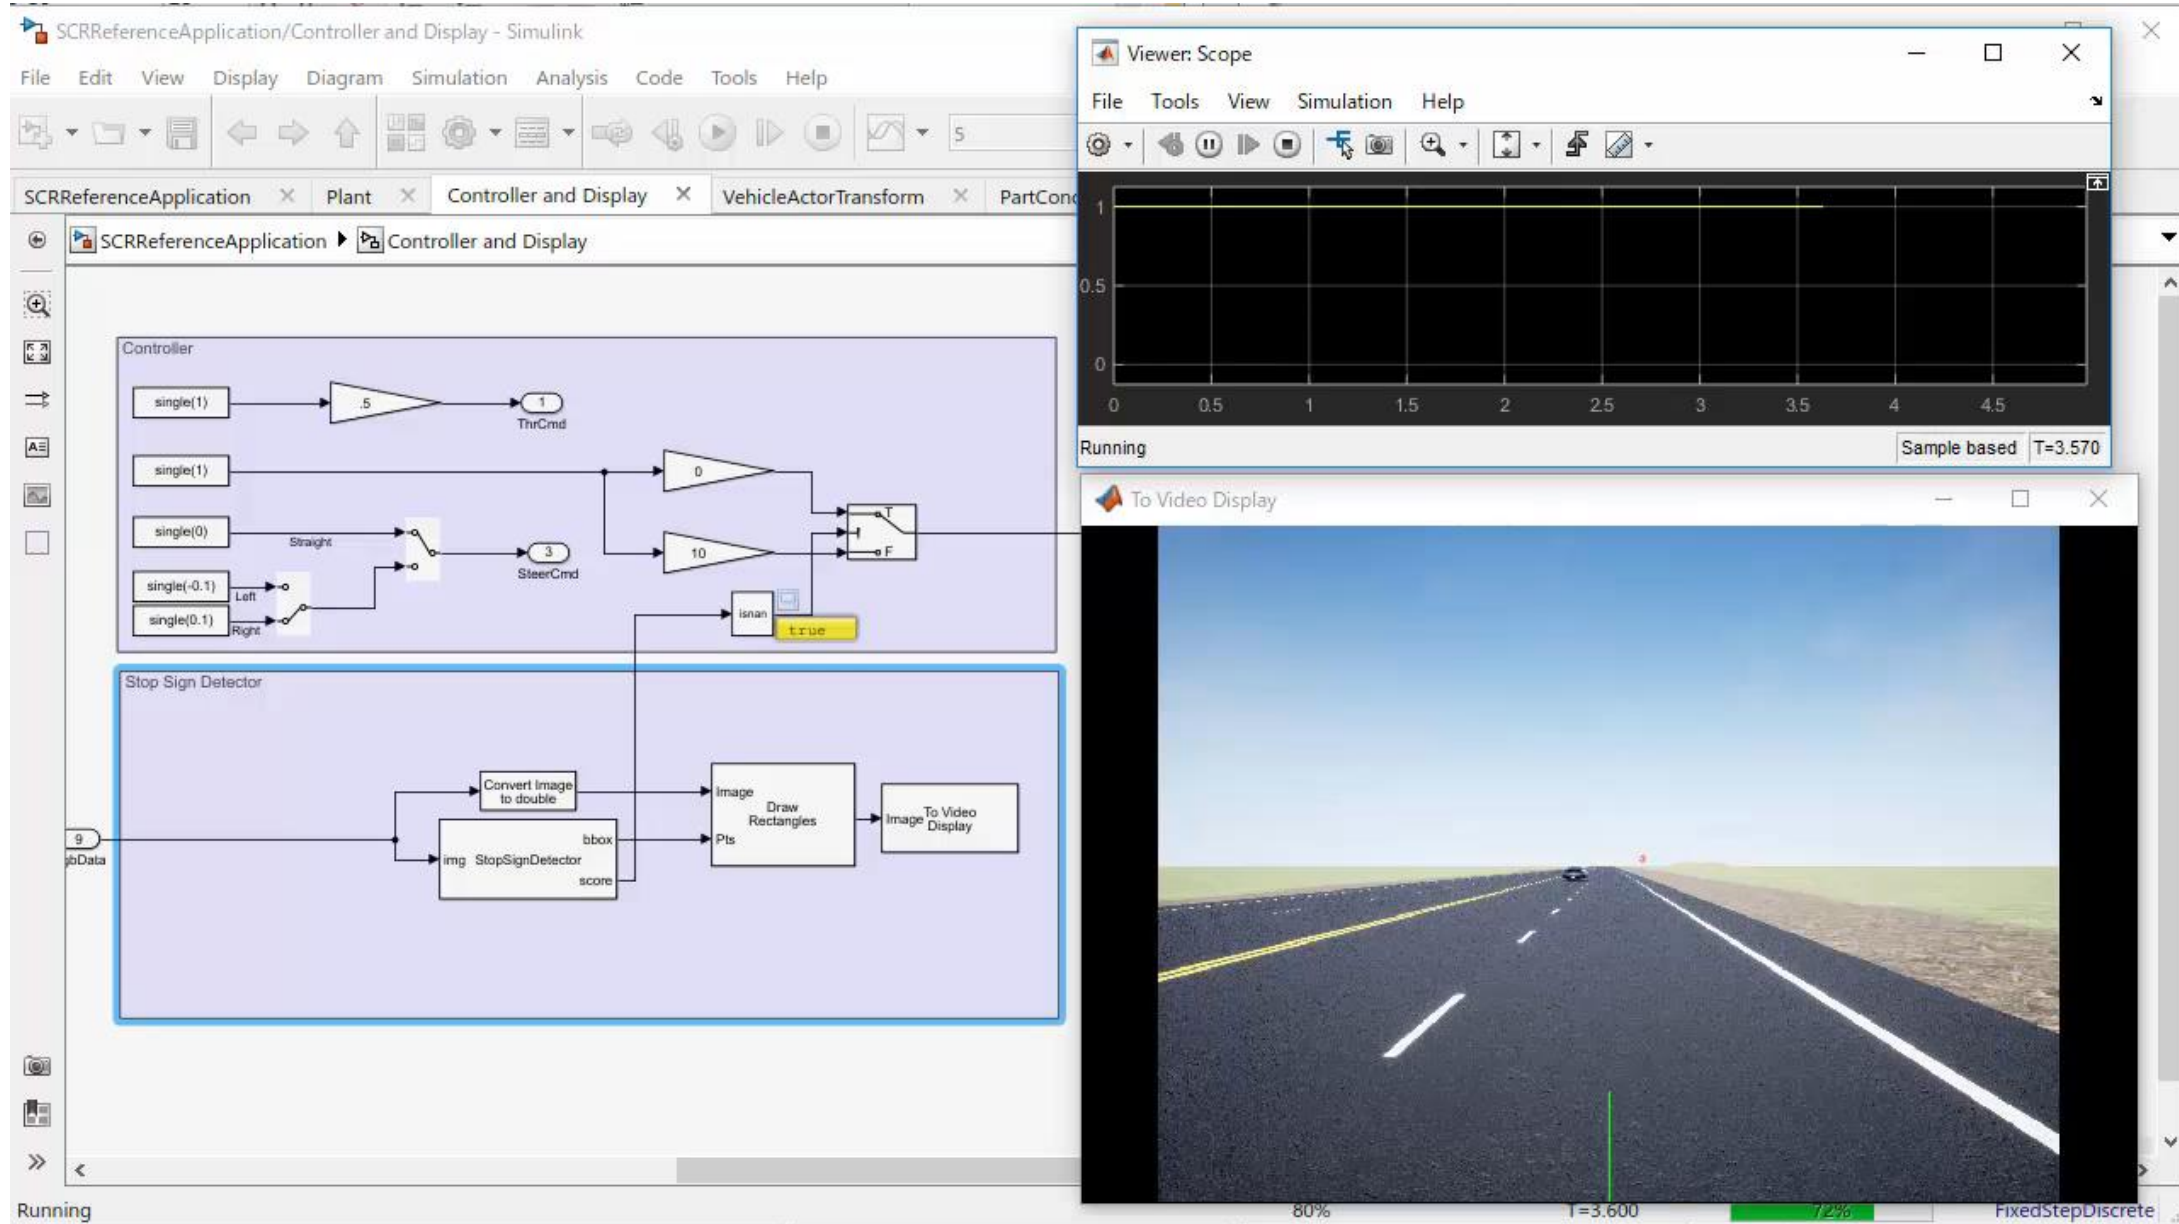 SCRReferenceApplication/Controller and Display - Simulink
File Edit View Display Diagram Simulation Analysis Code Tools Help
5
SCRReferenceApplication
Plant
Controller and Display
VehicleActorTransform
SCRReferenceApplication
Controller and Display
Controller
single(1)
.5
1
ThrCmd
single(1)
0
T
single(0)
Straight
3
SteerCmd
10
F
single(-0.1)
Left
single(0.1)
Right
isnan
true
Stop Sign Detector
Convert Image
to double
Image
Draw
Rectangles
Pts
Image
To Video
Display
9
bData
img
StopSignDetector
bbox
score
Running
80%
T=3.600
72%
FixedStepDiscrete
Viewer: Scope
File Tools View Simulation Help
1
0.5
0
0 0.5 1 1.5 2 2.5 3 3.5 4 4.5
Running
Sample based
T=3.570
To Video Display